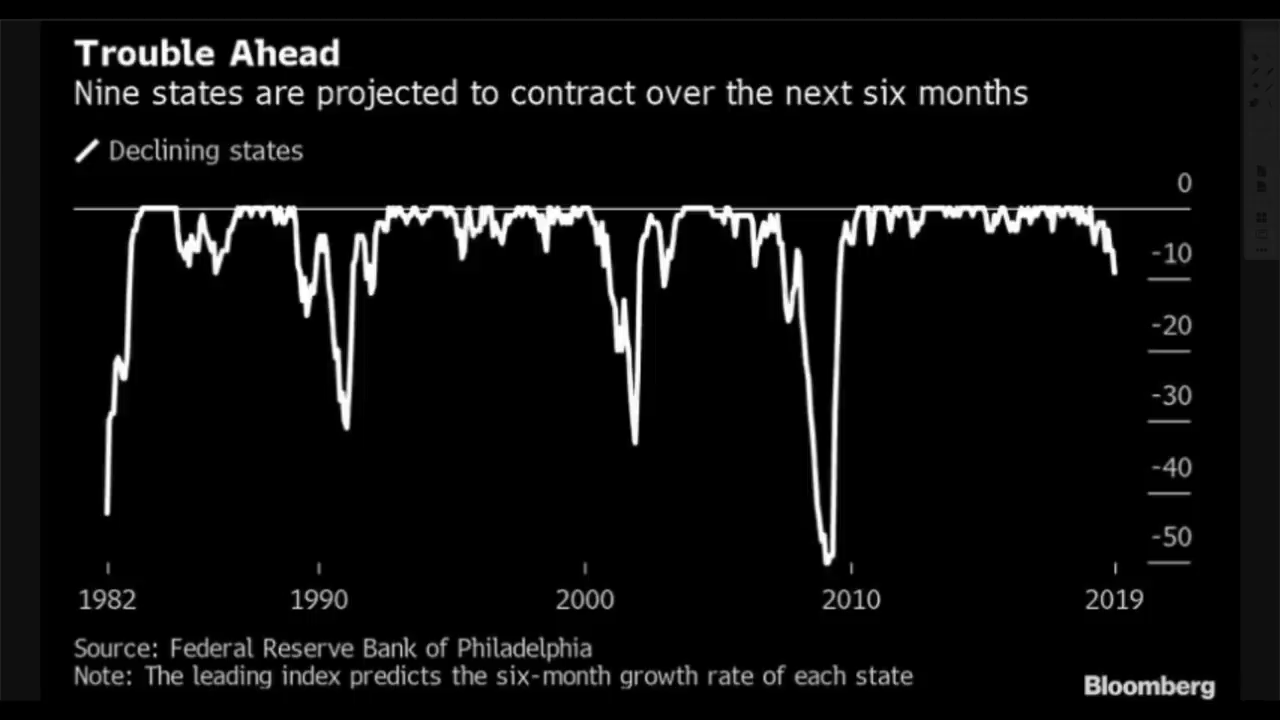 Trouble Ahead
Nine states are projected to contract over the next six months
Declining states
0
-10
-20
-30
-40
-50
1982 1990 2000 2010 2019
Source: Federal Reserve Bank of Philadelphia
Note: The leading index predicts the six-month growth rate of each state
Bloomberg